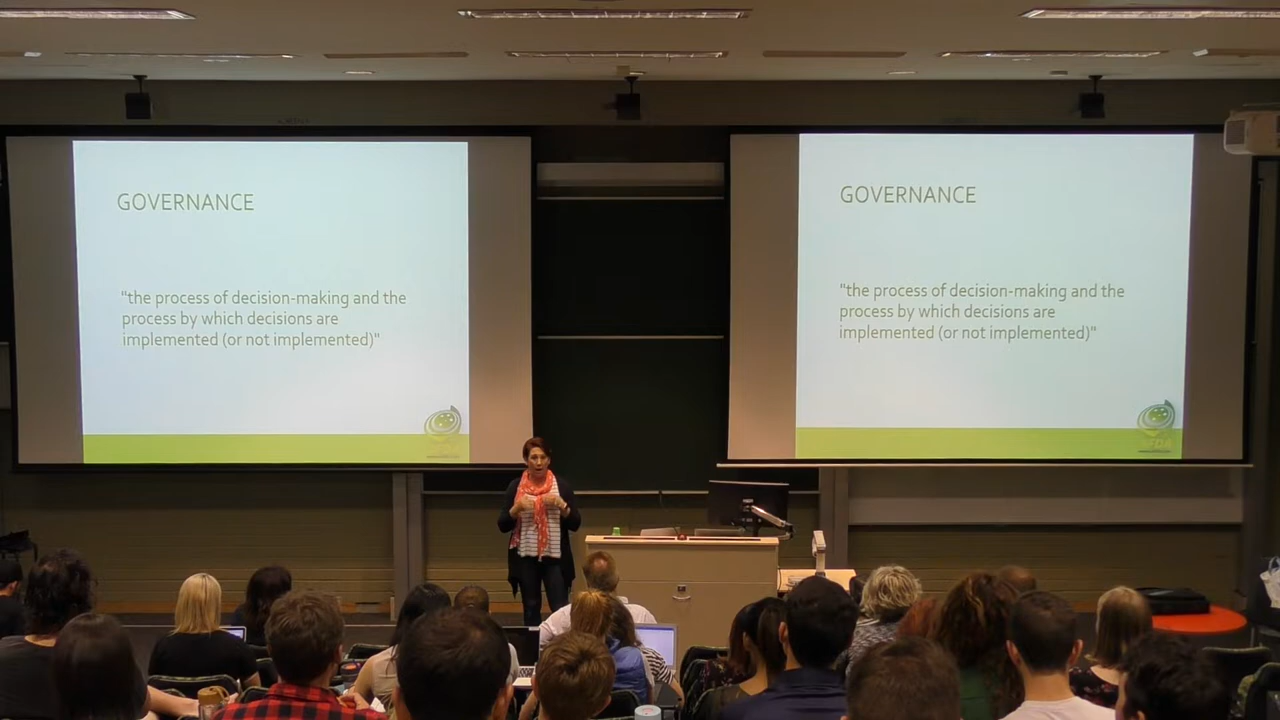 GOVERNANCE
"the process of decision-making and the
process by which decisions are
implemented (or not implemented)"
GOVERNANCE
"the process of decision-making and the
process by which decisions are
implemented (or not implemented)"